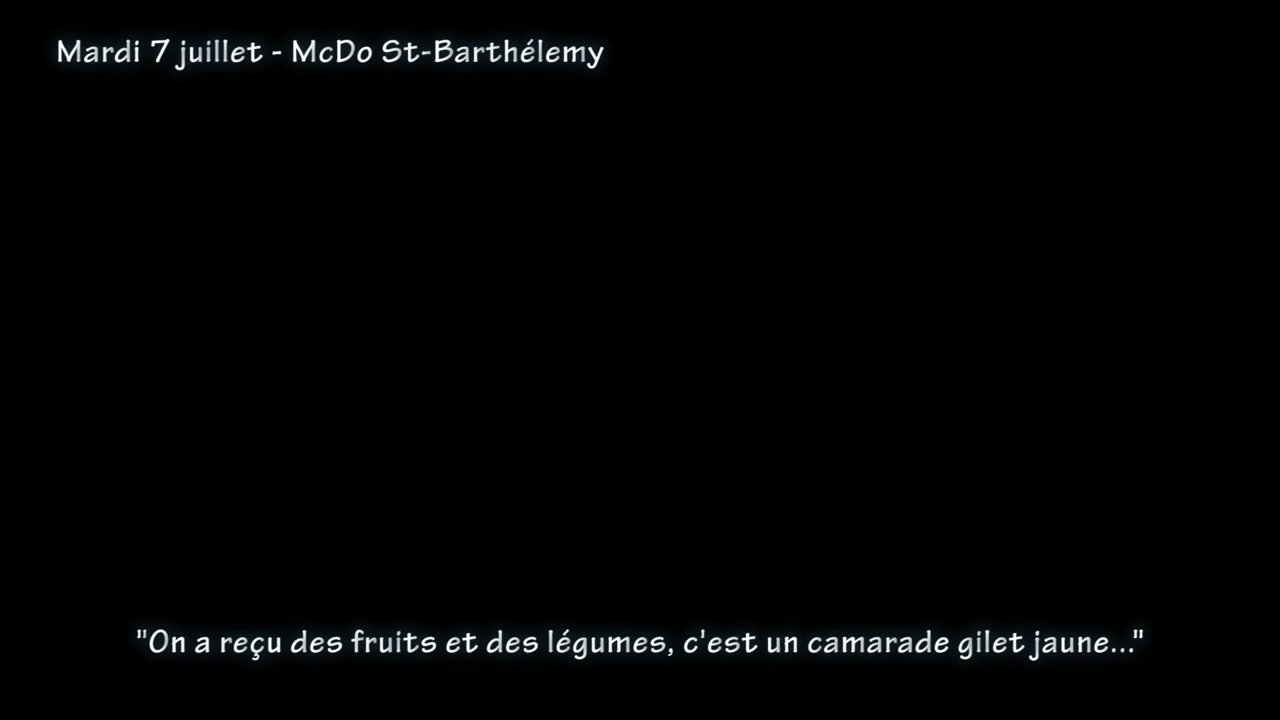 Mardi 7 juillet - McDo St-Barthélemy
"On a reçu des fruits et des légumes, c'est un camarade gilet jaune..."